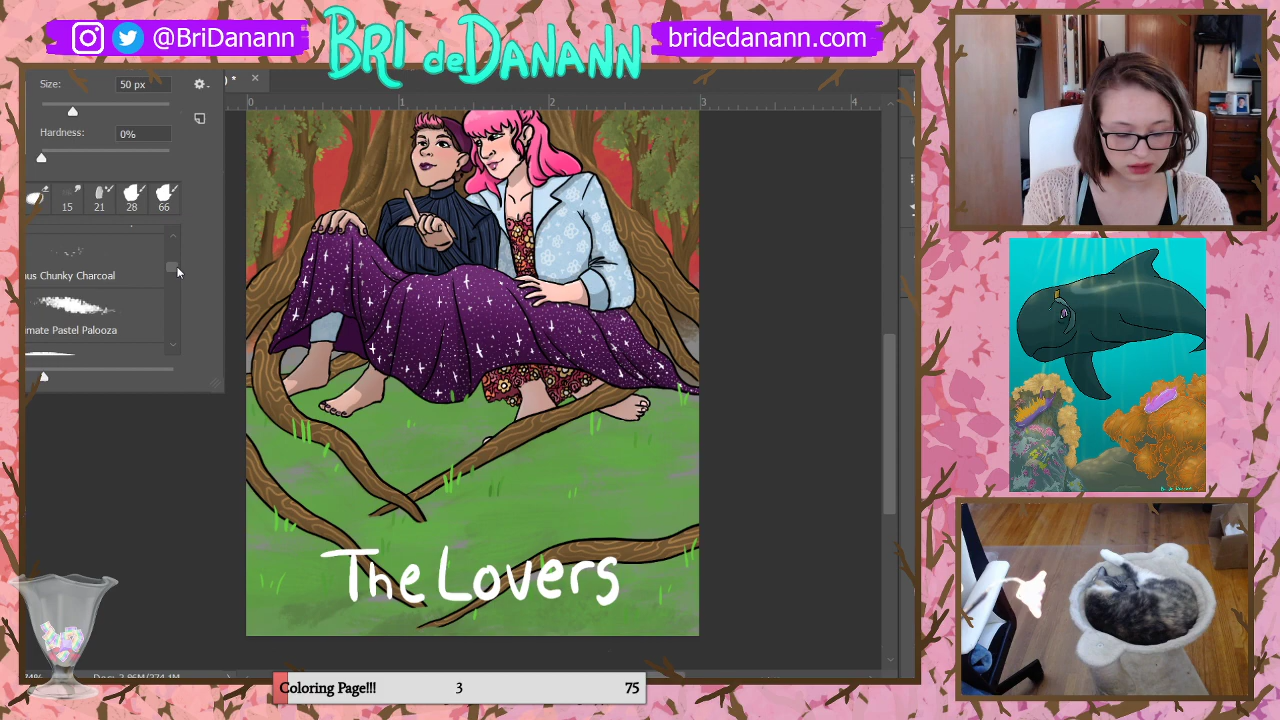 @BriDanann
BRI deDANANN
bridedanann.com
Size:
50 px
Hardness:
0%
15 21 28 66
us Chunky Charcoal
mate Pastel Palooza
0 1 2 3 4
The Lovers
Coloring Page!!! 3 75